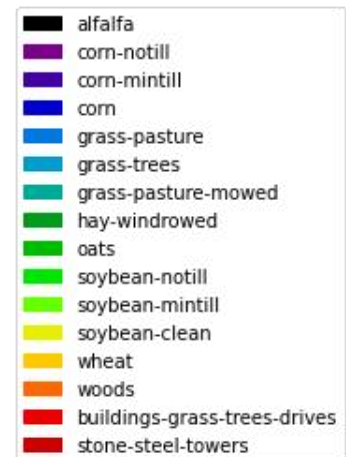 alfalfa
corn-notill
corn-mintill
corn
grass-pasture
grass-trees
grass-pasture-mowed
hay-windrowed
oats
soybean-notill
soybean-mintill
soybean-clean
wheat
woods
buildings-grass-trees-drives
stone-steel-towers